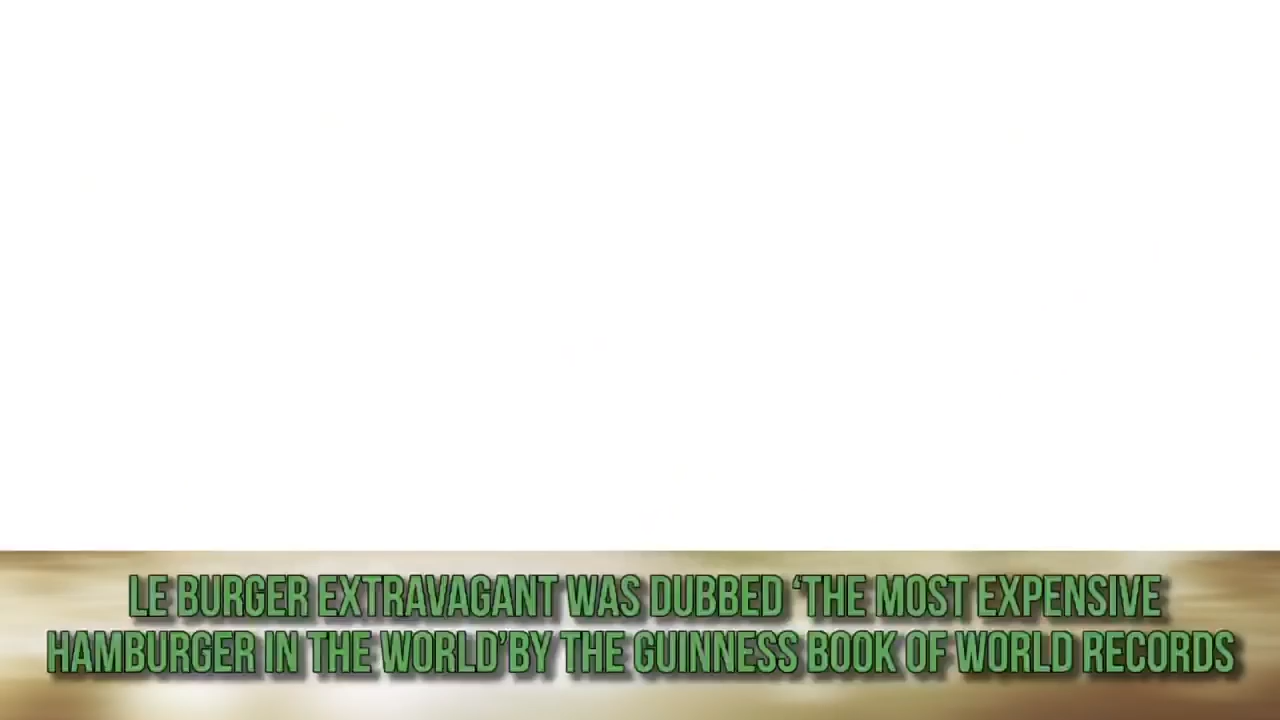 LE BURGER EXTRAVAGANT WAS DUBBED ‘THE MOST EXPENSIVE
HAMBURGER IN THE WORLD’BY THE GUINNESS BOOK OF WORLD RECORDS